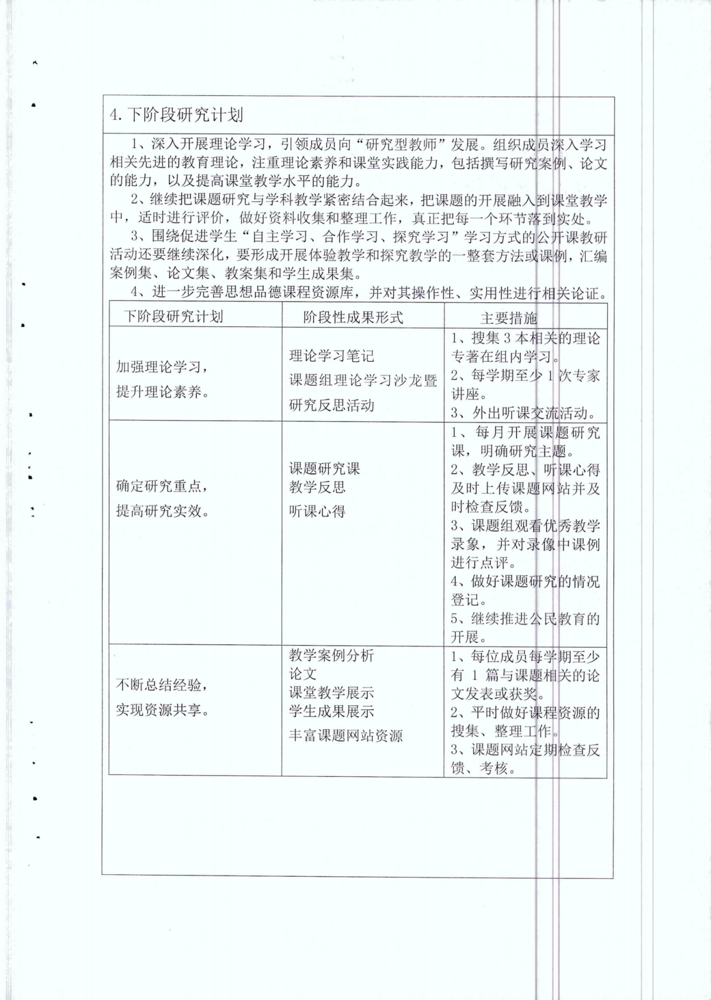 4.下阶段研究计划
1、深入开展理论学习，引领成员向“研究型教师”发展。组织成员深入学习
相关先进的教育理论，注重理论素养和课堂实践能力，包括撰写研究案例、论文
的能力，以及提高课堂教学水平的能力。
2、继续把课题研究与学科教学紧密结合起来，把课题的开展融入到课堂教学
中，适时进行评价，做好资料收集和整理工作，真正把每一个环节落到实处。
3、围绕促进学生“自主学习、合作学习、探究学习”学习方式的公开课教研
活动还要继续深化，要形成开展体验教学和探究教学的一整套方法或课例，汇编
案例集、论文集、教案集和学生成果集。
4、进一步完善思想品德课程资源库，并对其操作性、实用性进行相关论证。
下阶段研究计划
阶段性成果形式
主要措施
加强理论学习，
提升理论素养。
理论学习笔记
课题组理论学习沙龙暨
研究反思活动
1、搜集 3 本相关的理论
专著在组内学习。
2、每学期至少 1 次专家
讲座。
3、外出听课交流活动。
确定研究重点，
提高研究实效。
课题研究课
教学反思
听课心得
1、每月开展课题研究
课，明确研究主题。
2、教学反思、听课心得
及时上传课题网站并及
时检查反馈。
3、课题组观看优秀教学
录象，并对录像中课例
进行点评。
4、做好课题研究的情况
登记。
5、继续推进公民教育的
开展。
不断总结经验，
实现资源共享。
教学案例分析
论文
课堂教学展示
学生成果展示
丰富课题网站资源
1、每位成员每学期至少
有 1 篇与课题相关的论
文发表或获奖。
2、平时做好课程资源的
搜集、整理工作。
3、课题网站定期检查反
馈、考核。